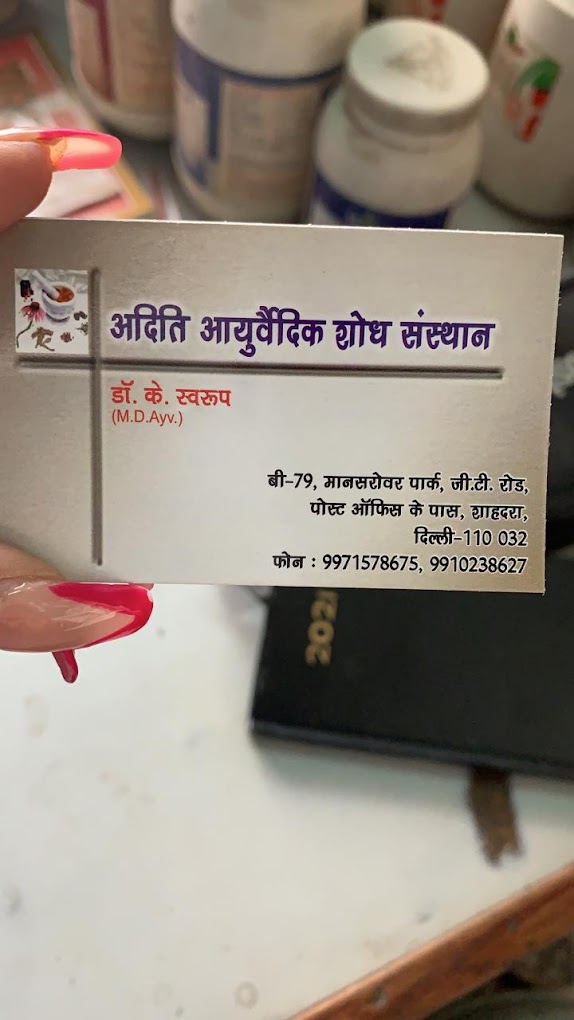 अदिति आयुर्वैदिक शोध संस्थान
डॉ. के. स्वरूप
(M.D.Ayv.)
बी-79, मानसरोवर पार्क, जी.टी. रोड,
पोस्ट ऑफिस के पास, शाहदरा,
दिल्ली-110 032
फोन : 9971578675, 9910238627